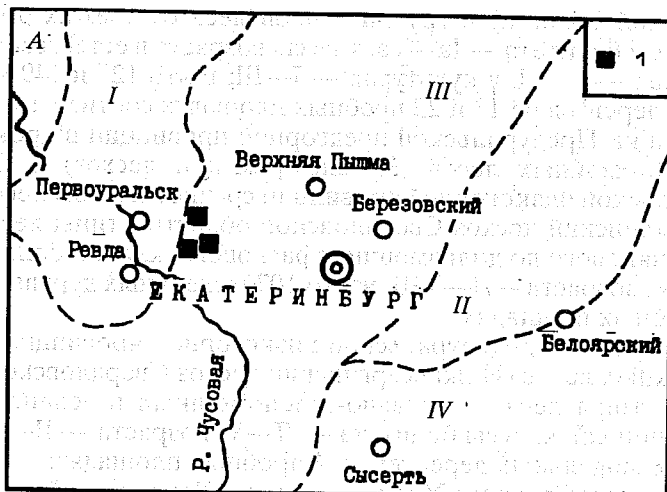 А
I
III
1
Верхняя Пышма
Первоуральск
Березовский
Ревда
ЕКАТЕРИНБУРГ
II
Белоярский
Р. Чусовая
IV
Сысерть